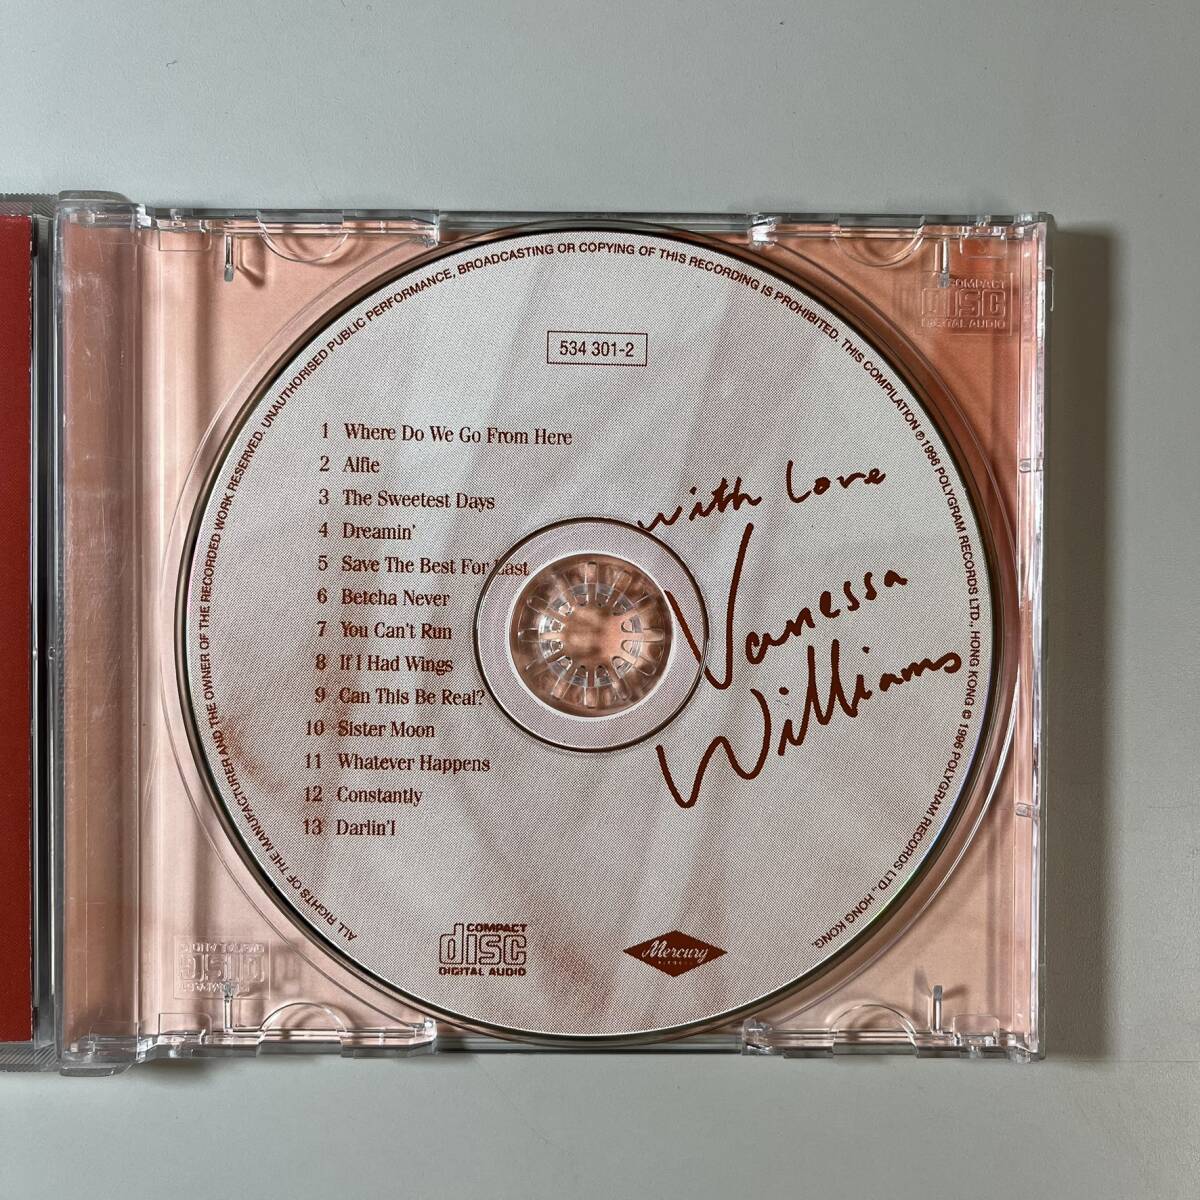 ALL RIGHTS OF THE MANUFACTURER AND THE OWNER OF THE RECORDED WORK RESERVED. UNAUTHORISED PUBLIC PERFORMANCE, BROADCASTING OR COPYING OF THIS RECORDING IS PROHIBITED. THIS COMPILATION ℗ 1996 POLYGRAM RECORDS LTD., HONG KONG © 1996 POLYGRAM RECORDS LTD., HONG KONG.
534 301-2
1 Where Do We Go From Here
2 Alfie
3 The Sweetest Days
4 Dreamin'
5 Save The Best For Last
6 Betcha Never
7 You Can't Run
8 If I Had Wings
9 Can This Be Real?
10 Sister Moon
11 Whatever Happens
12 Constantly
13 Darlin'I
with Love
Vanessa
Williams
COMPACT
disc
DIGITAL AUDIO
Mercury
COMPACT
disc
DIGITAL AUDIO
COMPACT
disc
DIGITAL AUDIO